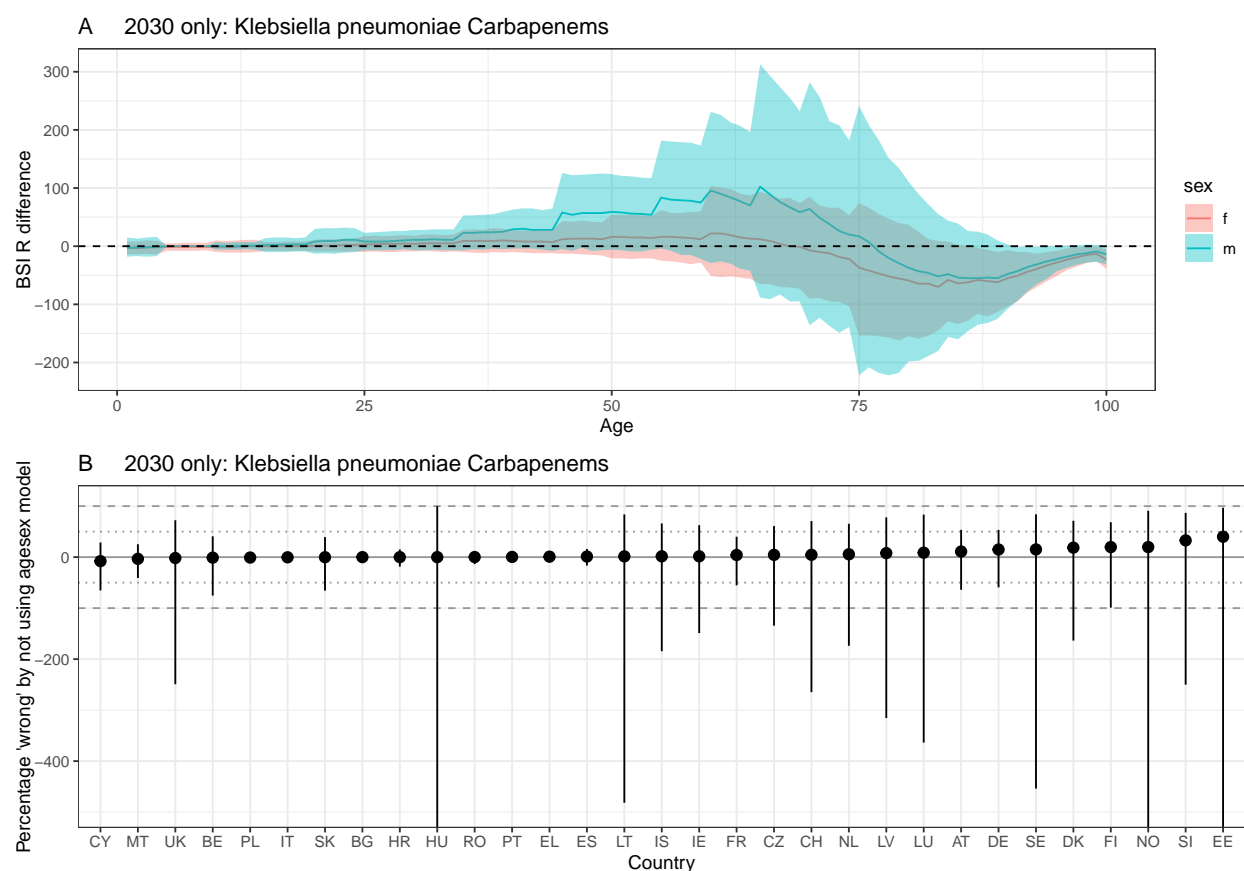 A 2030 only: Klebsiella pneumoniae Carbapenems
300
200
100
0
−100
−200
BSI R difference
0 25 50 75 100
Age
sex
f
m
B 2030 only: Klebsiella pneumoniae Carbapenems
0
−200
−400
Percentage 'wrong' by not using agesex model
CY MT UK BE PL IT SK BG HR HU RO PT EL ES LT IS IE FR CZ CH NL LV LU AT DE SE DK FI NO SI EE
Country